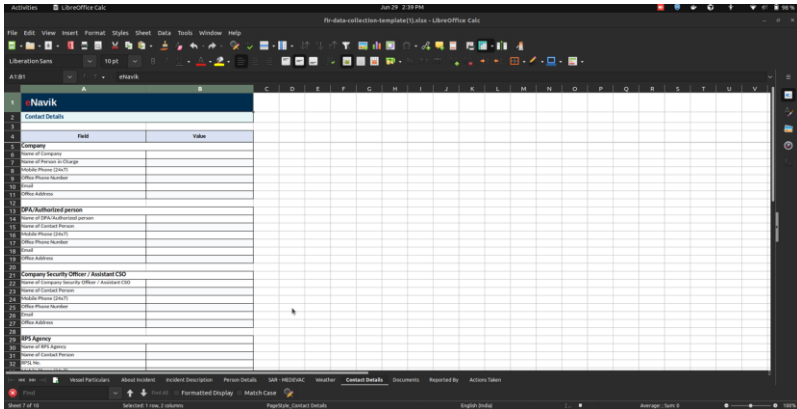 Activities LibreOffice Calc Jun 29 2:39 PM 98 %
fir-data-collection-template(1).xlsx - LibreOffice Calc
File Edit View Insert Format Styles Sheet Data Tools Window Help
Liberation Sans 10 pt
A1:B1 eNavik
A B C D E F G H I J K L M N O P Q R S T U V
1 eNavik
2 Contact Details
3
4 Field Value
5 Company
6 Name of Company
7 Name of Person in Charge
8 Mobile Phone (24x7)
9 Office Phone Number
10 Email
11 Office Address
12
13 DPA/Authorized person
14 Name of DPA/Authorized person
15 Name of Contact Person
16 Mobile Phone (24x7)
17 Office Phone Number
18 Email
19 Office Address
20
21 Company Security Officer / Assistant CSO
22 Name of Company Security Officer / Assistant CSO
23 Name of Contact Person
24 Mobile Phone (24x7)
25 Office Phone Number
26 Email
27 Office Address
28
29 RPS Agency
30 Name of RPS Agency
31 Name of Contact Person
32 RPSL No.
Vessel Particulars About Incident Incident Description Person Details SAR - MEDEVAC Weather Contact Details Documents Reported By Actions Taken
Find Find All Formatted Display Match Case
Sheet 7 of 10 Selected: 1 row, 2 columns PageStyle_Contact Details English (India) Average: ; Sum: 0 100%